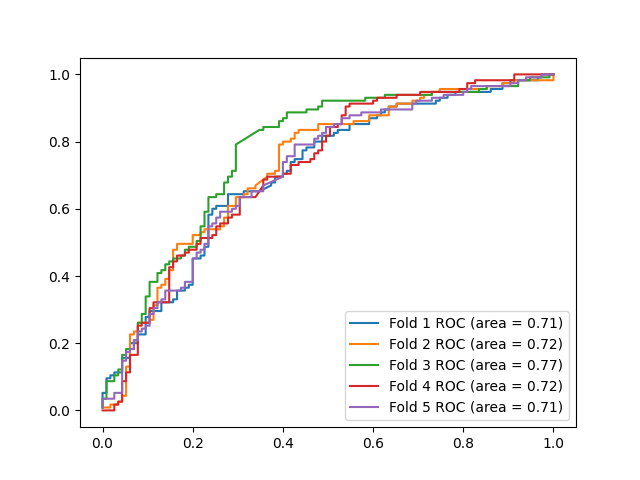 1.0
0.8
0.6
0.4
0.2
0.0
Fold 1 ROC (area = 0.71)
Fold 2 ROC (area = 0.72)
Fold 3 ROC (area = 0.77)
Fold 4 ROC (area = 0.72)
Fold 5 ROC (area = 0.71)
0.0 0.2 0.4 0.6 0.8 1.0